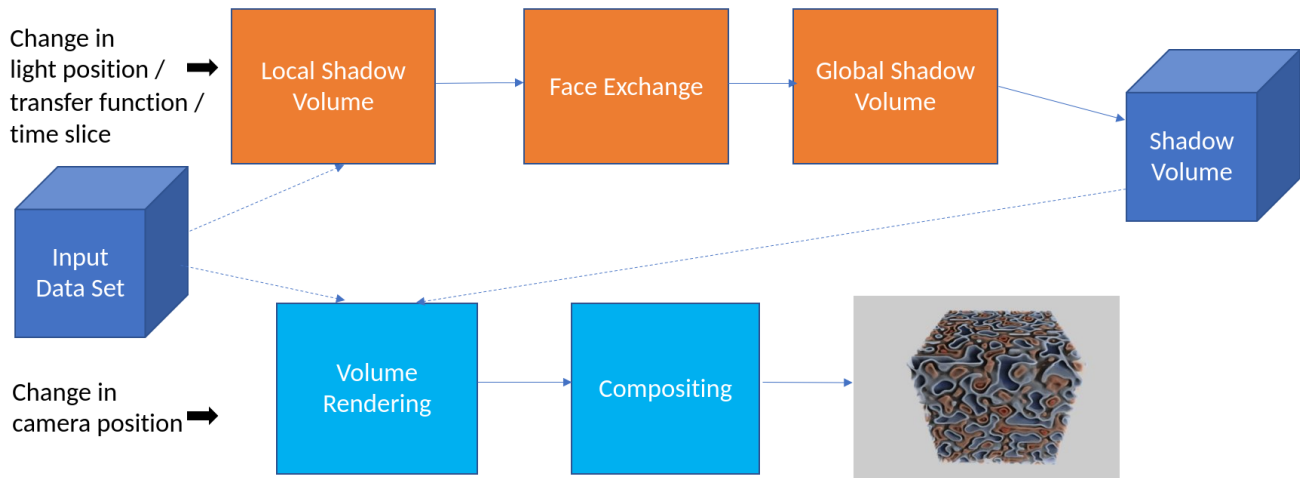 Change in
light position /
transfer function /
time slice
Local Shadow
Volume
Face Exchange
Global Shadow
Volume
Shadow
Volume
Input
Data Set
Change in
camera position
Volume
Rendering
Compositing